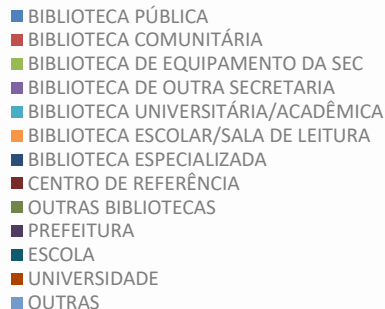 BIBLIOTECA PÚBLICA
BIBLIOTECA COMUNITÁRIA
BIBLIOTECA DE EQUIPAMENTO DA SEC
BIBLIOTECA DE OUTRA SECRETARIA
BIBLIOTECA UNIVERSITÁRIA/ACADÊMICA
BIBLIOTECA ESCOLAR/SALA DE LEITURA
BIBLIOTECA ESPECIALIZADA
CENTRO DE REFERÊNCIA
OUTRAS BIBLIOTECAS
PREFEITURA
ESCOLA
UNIVERSIDADE
OUTRAS